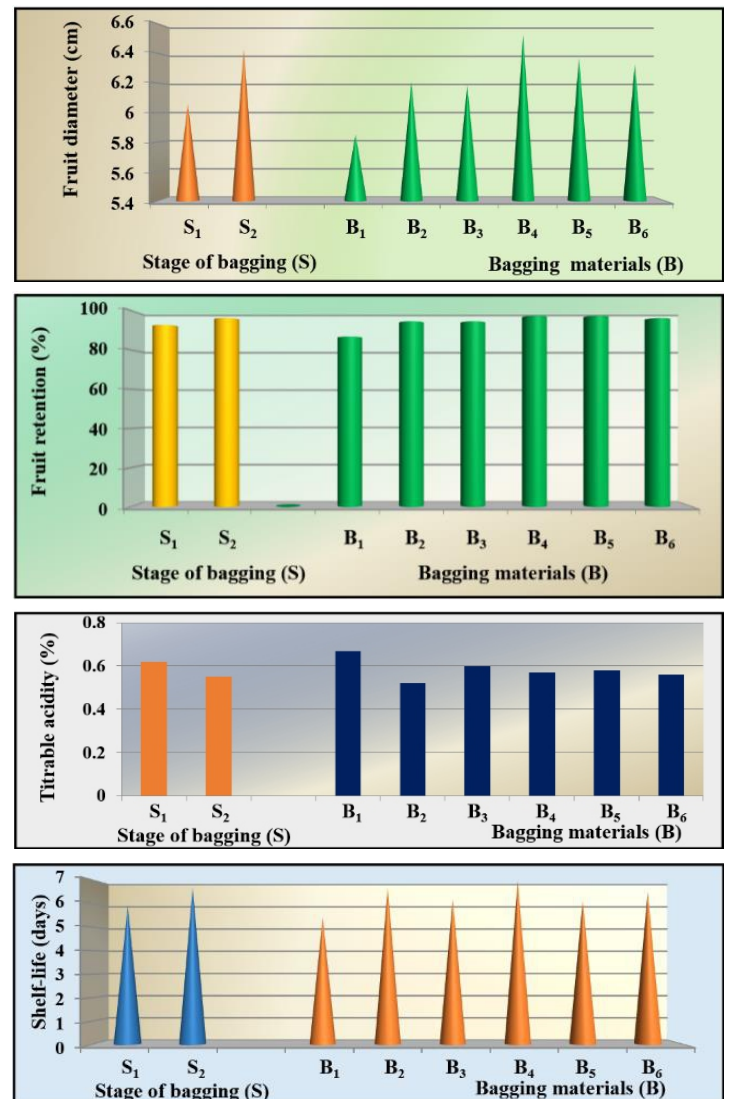 Fruit diameter (cm)
6.6
6.4
6.2
6
5.8
5.6
5.4
S₁ S₂ B₁ B₂ B₃ B₄ B₅ B₆
Stage of bagging (S) Bagging materials (B)
Fruit retention (%)
100
80
60
40
20
0
S₁ S₂ B₁ B₂ B₃ B₄ B₅ B₆
Stage of bagging (S) Bagging materials (B)
Titrable acidity (%)
0.8
0.6
0.4
0.2
0
S₁ S₂ B₁ B₂ B₃ B₄ B₅ B₆
Stage of bagging (S) Bagging materials (B)
Shelf-life (days)
7
6
5
4
3
2
1
0
S₁ S₂ B₁ B₂ B₃ B₄ B₅ B₆
Stage of bagging (S) Bagging materials (B)